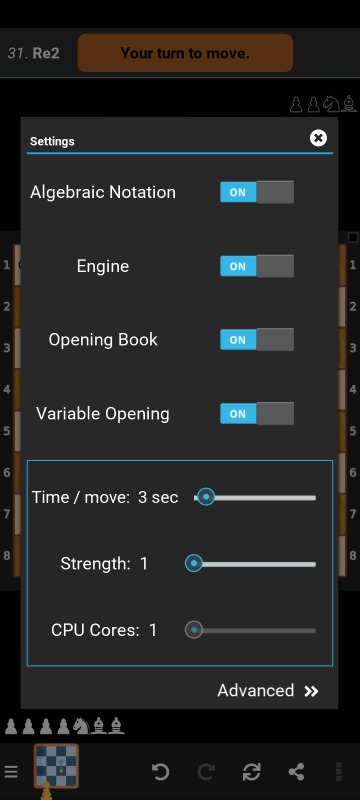 31. Re2
Your turn to move.
Settings
Algebraic Notation ON
Engine ON
Opening Book ON
Variable Opening ON
Time / move: 3 sec
Strength: 1
CPU Cores: 1
Advanced
1 1
2 2
3 3
4 4
5 5
6 6
7 7
8 8